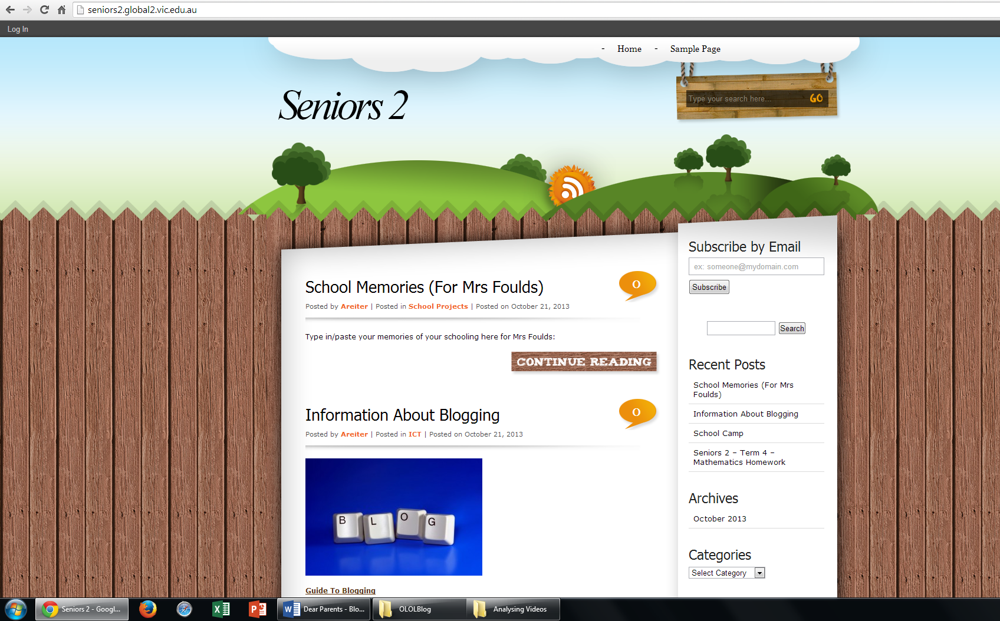 seniors2.global2.vic.edu.au
Log In
- Home - Sample Page
Seniors 2
Type your search here... GO
School Memories (For Mrs Foulds)
0
Posted by Areiter | Posted in School Projects | Posted on October 21, 2013
Type in/paste your memories of your schooling here for Mrs Foulds:
CONTINUE READING
Information About Blogging
0
Posted by Areiter | Posted in ICT | Posted on October 21, 2013
B L O G
Guide To Blogging
Subscribe by Email
ex: someone@mydomain.com
Subscribe
Search
Recent Posts
School Memories (For Mrs
Foulds)
Information About Blogging
School Camp
Seniors 2 – Term 4 –
Mathematics Homework
Archives
October 2013
Categories
Select Category
Seniors 2 - Googl...
Dear Parents - Blo...
OLOLBlog
Analysing Videos